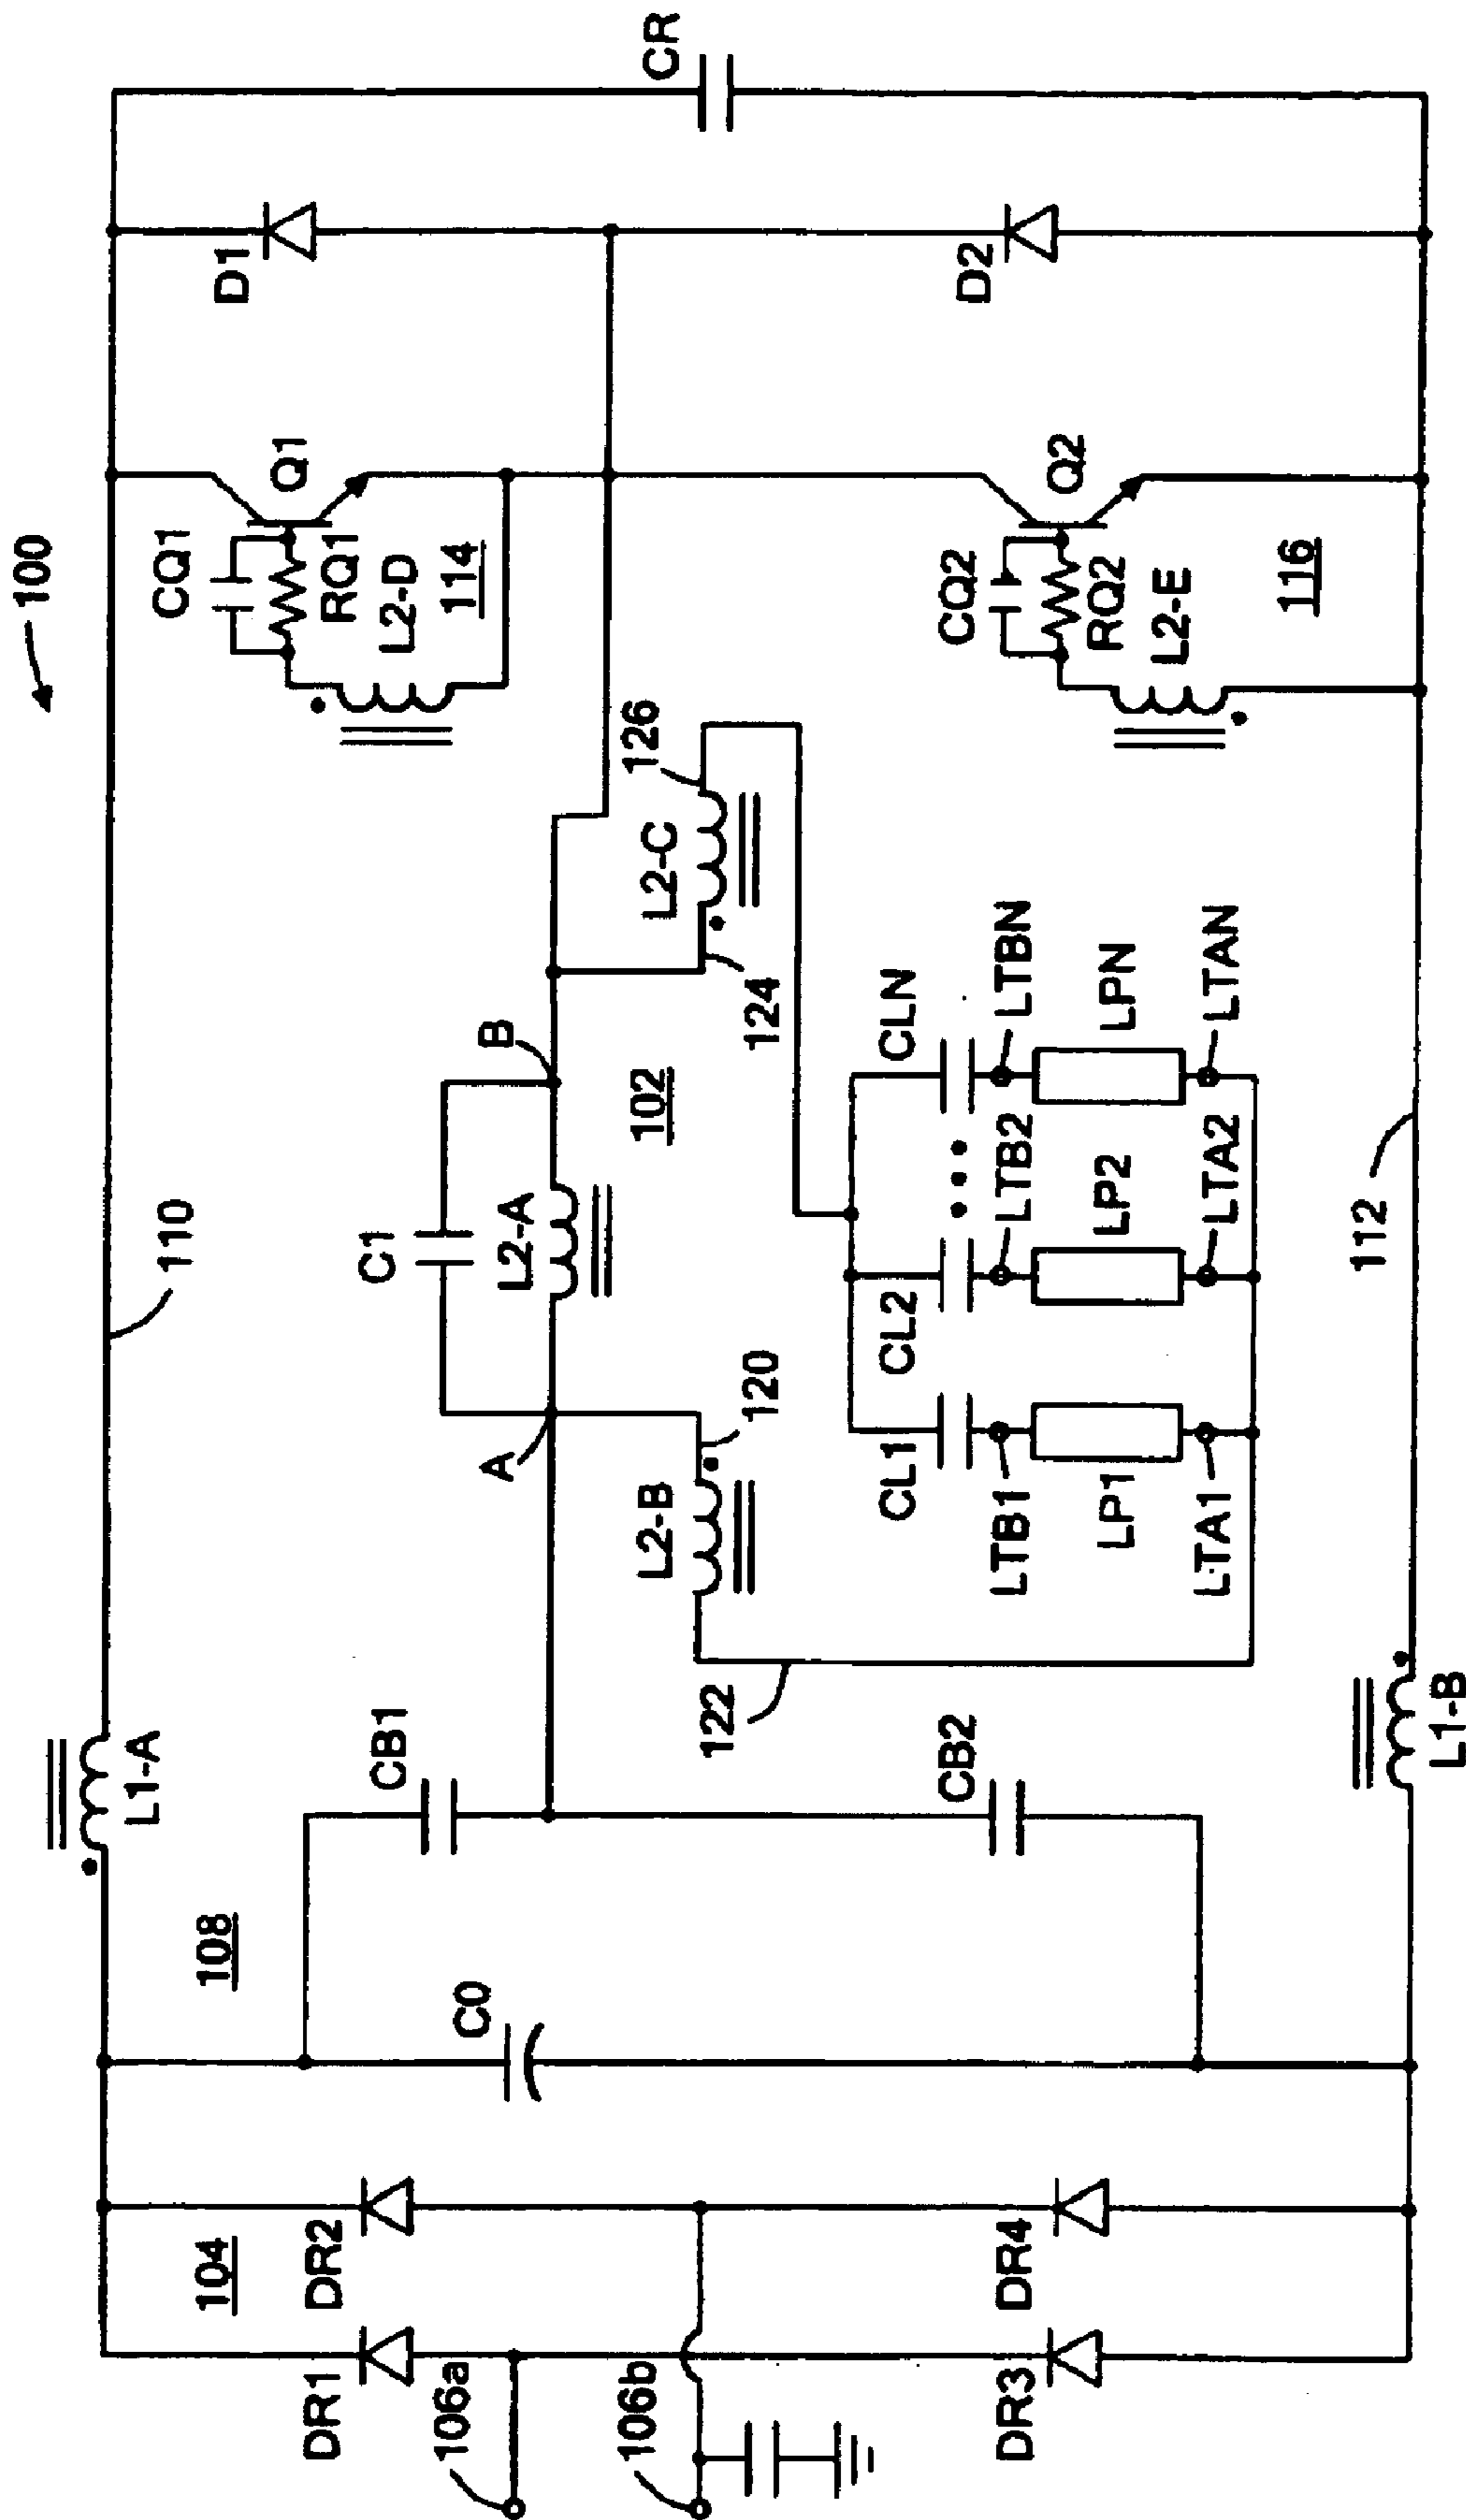 100
CR
D1
D2
Q1
CQ1
RQ1
L2-D
114
Q2
CQ2
RQ2
L2-E
116
126
L2-C
124
B
102
C1
L2-A
A
110
120
L2-B
122
CLN
LTBN
LPN
LTAN
CL2
LTB2
LP2
LTA2
CL1
LTB1
LP1
LTA1
112
L1-A
CB1
CB2
L1-B
108
C0
104
DR2
DR4
DR1
106a
106b
DR3